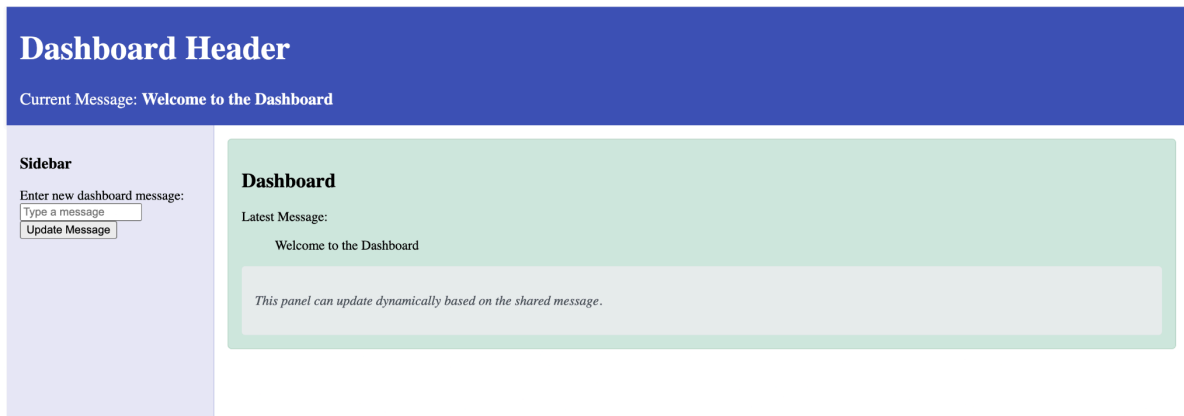 Dashboard Header
Current Message: Welcome to the Dashboard
Sidebar
Enter new dashboard message:
Type a message
Update Message
Dashboard
Latest Message:
Welcome to the Dashboard
This panel can update dynamically based on the shared message.